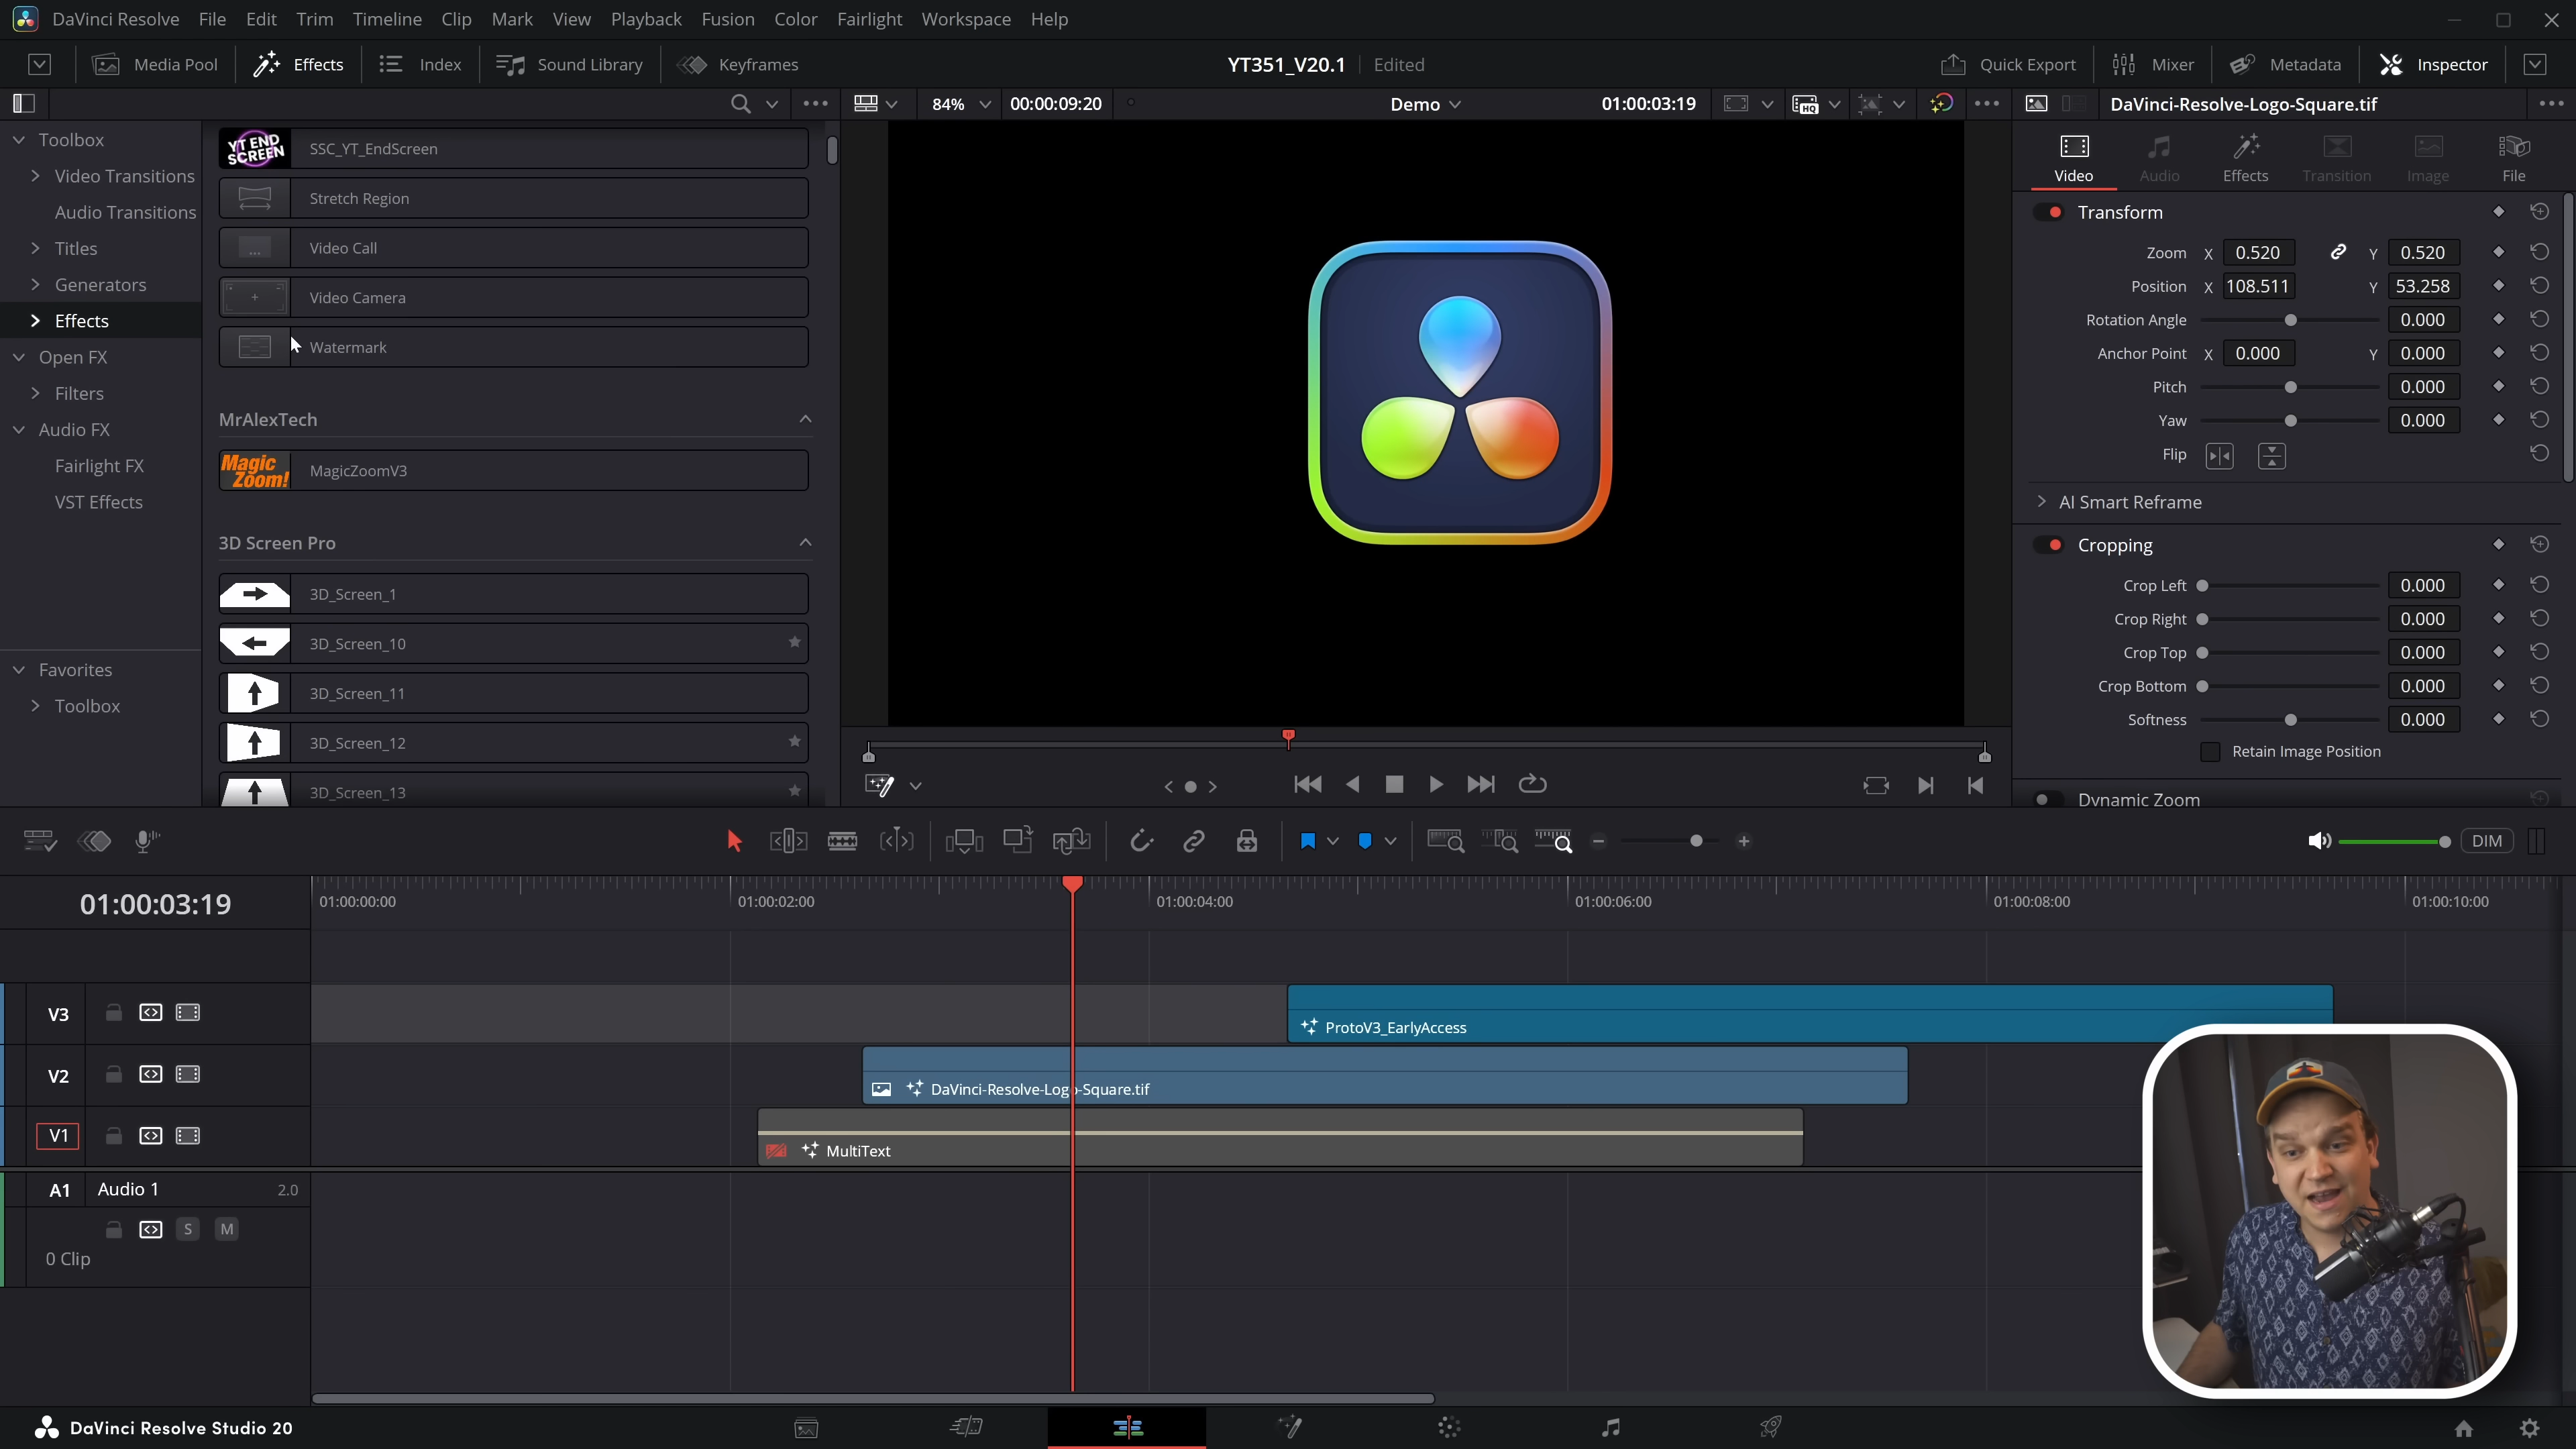 DaVinci Resolve File Edit Trim Timeline Clip Mark View Playback Fusion Color Fairlight Workspace Help
Media Pool Effects Index Sound Library Keyframes YT351_V20.1 Edited Quick Export Mixer Metadata Inspector
84% 00:00:09:20 Demo 01:00:03:19 HQ DaVinci-Resolve-Logo-Square.tif
Toolbox
Video Transitions
Audio Transitions
Titles
Generators
Effects
Open FX
Filters
Audio FX
Fairlight FX
VST Effects
Favorites
Toolbox
YT END
SCREEN
SSC_YT_EndScreen
Stretch Region
Video Call
Video Camera
Watermark
MrAlexTech
Magic
Zoom!
MagicZoomV3
3D Screen Pro
3D_Screen_1
3D_Screen_10
3D_Screen_11
3D_Screen_12
3D_Screen_13
Video Audio Effects Transition Image File
Transform
Zoom X 0.520 Y 0.520
Position X 108.511 Y 53.258
Rotation Angle 0.000
Anchor Point X 0.000 Y 0.000
Pitch 0.000
Yaw 0.000
Flip
AI Smart Reframe
Cropping
Crop Left 0.000
Crop Right 0.000
Crop Top 0.000
Crop Bottom 0.000
Softness 0.000
Retain Image Position
Dynamic Zoom
DIM
01:00:03:19
01:00:00:00 01:00:02:00 01:00:04:00 01:00:06:00 01:00:08:00 01:00:10:00
V3
ProtoV3_EarlyAccess
V2
DaVinci-Resolve-Logo-Square.tif
V1
MultiText
A1 Audio 1 2.0
S M
0 Clip
DaVinci Resolve Studio 20